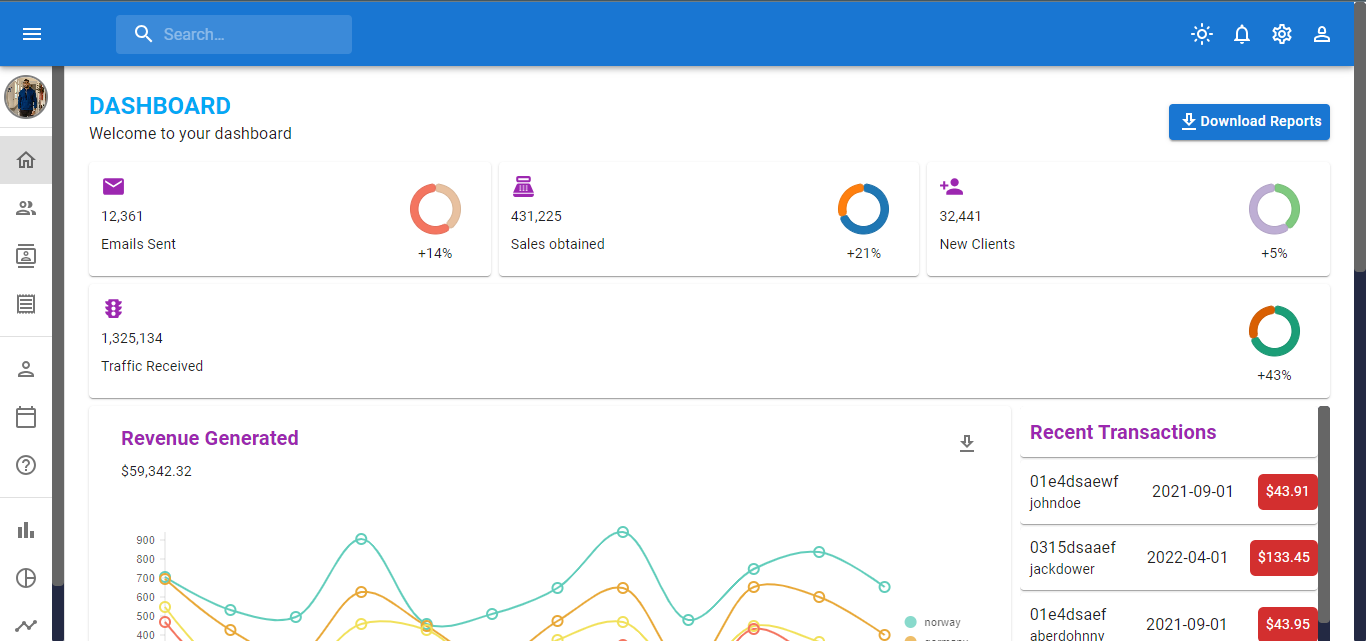 Search…
DASHBOARD
Welcome to your dashboard
Download Reports
12,361
Emails Sent
+14%
431,225
Sales obtained
+21%
32,441
New Clients
+5%
1,325,134
Traffic Received
+43%
Revenue Generated
$59,342.32
900
800
700
600
500
400
norway
germany
Recent Transactions
01e4dsaewf
johndoe
2021-09-01
$43.91
0315dsaaef
jackdower
2022-04-01
$133.45
01e4dsaef
aberdohnny
2021-09-01
$43.95